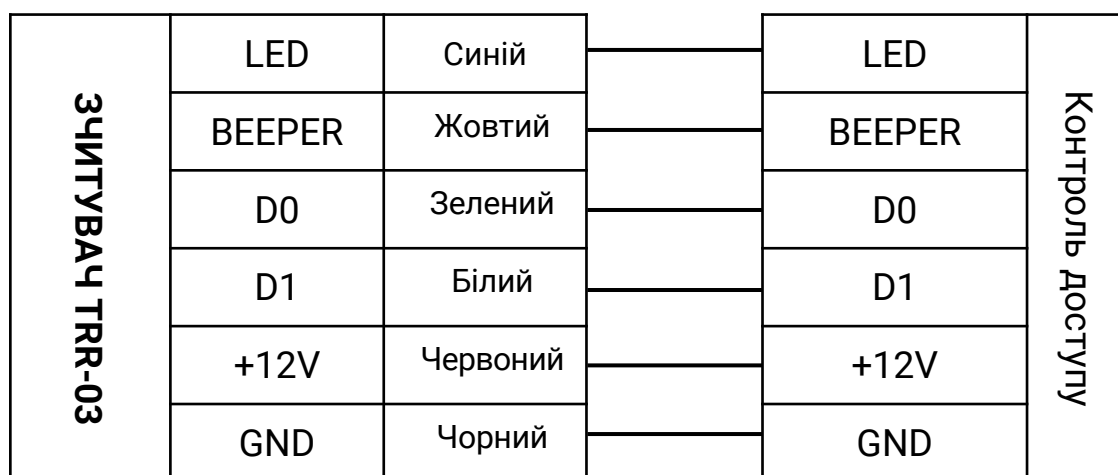 ЗЧИТУВАЧ TRR-03
LED Синій LED
BEEPER Жовтий BEEPER
D0 Зелений D0
D1 Білий D1
+12V Червоний +12V
GND Чорний GND
Контроль доступу